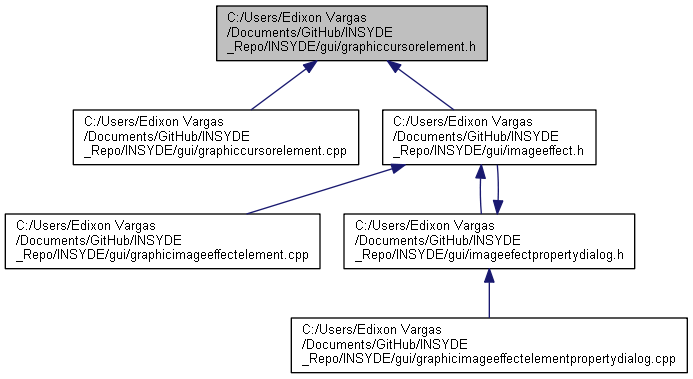 C:/Users/Edixon Vargas
/Documents/GitHub/INSYDE
_Repo/INSYDE/gui/graphiccursorelement.h
C:/Users/Edixon Vargas
/Documents/GitHub/INSYDE
_Repo/INSYDE/gui/graphiccursorelement.cpp
C:/Users/Edixon Vargas
/Documents/GitHub/INSYDE
_Repo/INSYDE/gui/imageeffect.h
C:/Users/Edixon Vargas
/Documents/GitHub/INSYDE
_Repo/INSYDE/gui/graphicimageeffectelement.cpp
C:/Users/Edixon Vargas
/Documents/GitHub/INSYDE
_Repo/INSYDE/gui/imageefectpropertydialog.h
C:/Users/Edixon Vargas
/Documents/GitHub/INSYDE
_Repo/INSYDE/gui/graphicimageeffectelementpropertydialog.cpp